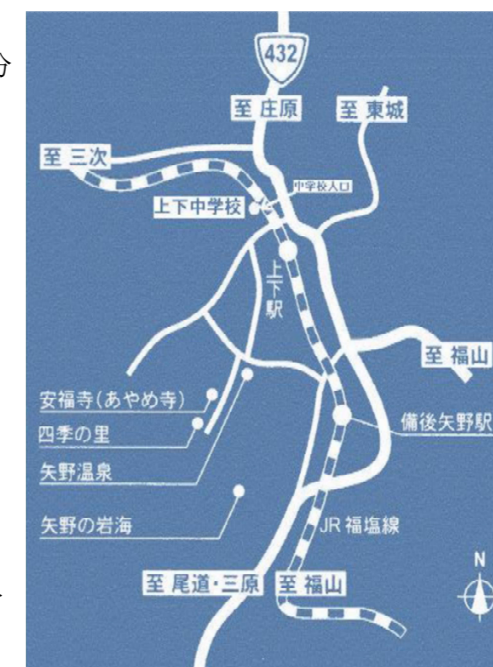 分
432
至 庄原
至 東城
至 三次
中学校入口
上下中学校
上下駅
至 福山
安福寺(あやめ寺)
備後矢野駅
四季の里
矢野温泉
矢野の岩海
JR 福塩線
N
至 尾道・三原
至 福山